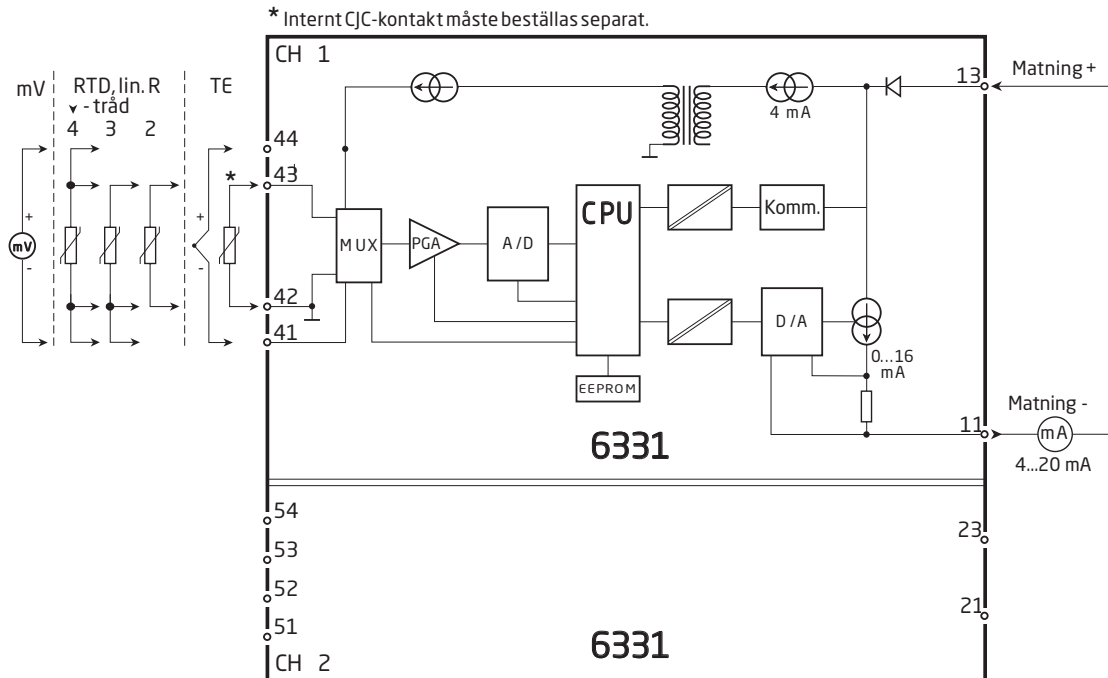 * Internt CJC-kontakt måste beställas separat.
CH 1
mV
RTD, lin. R
- tråd
TE
4 3 2
44
43
*
42
41
+
mV
-
+
-
MUX
PGA
A/D
CPU
EEPROM
Komm.
D/A
4 mA
0...16
mA
13
Matning +
11
Matning -
mA
4...20 mA
6331
54
53
52
51
23
21
6331
CH 2